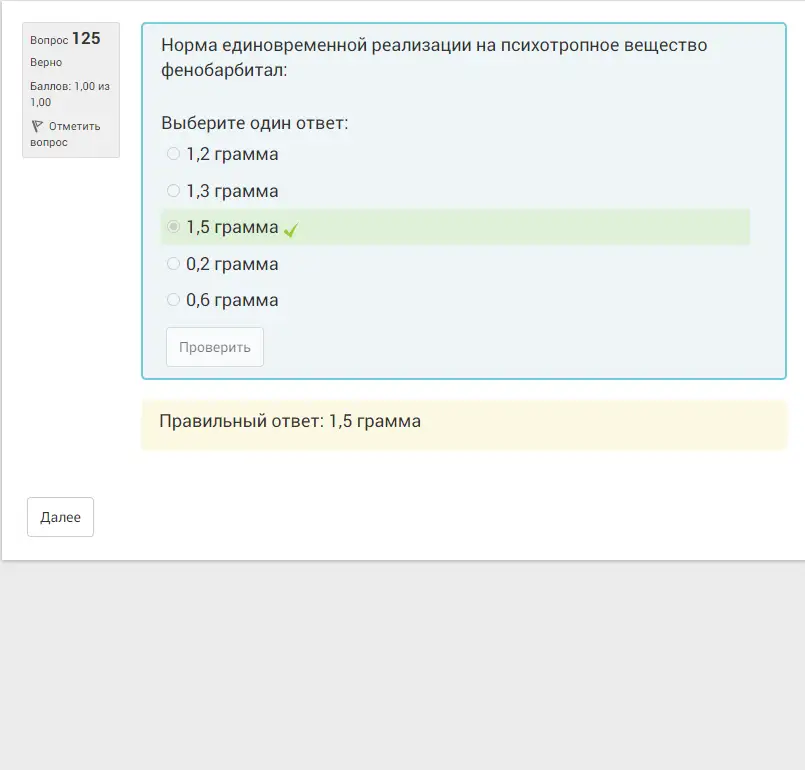 Вопрос 125
Верно
Баллов: 1,00 из
1,00
Отметить
вопрос
Норма единовременной реализации на психотропное вещество
фенобарбитал:
Выберите один ответ:
1,2 грамма
1,3 грамма
1,5 грамма
0,2 грамма
0,6 грамма
Проверить
Правильный ответ: 1,5 грамма
Далее